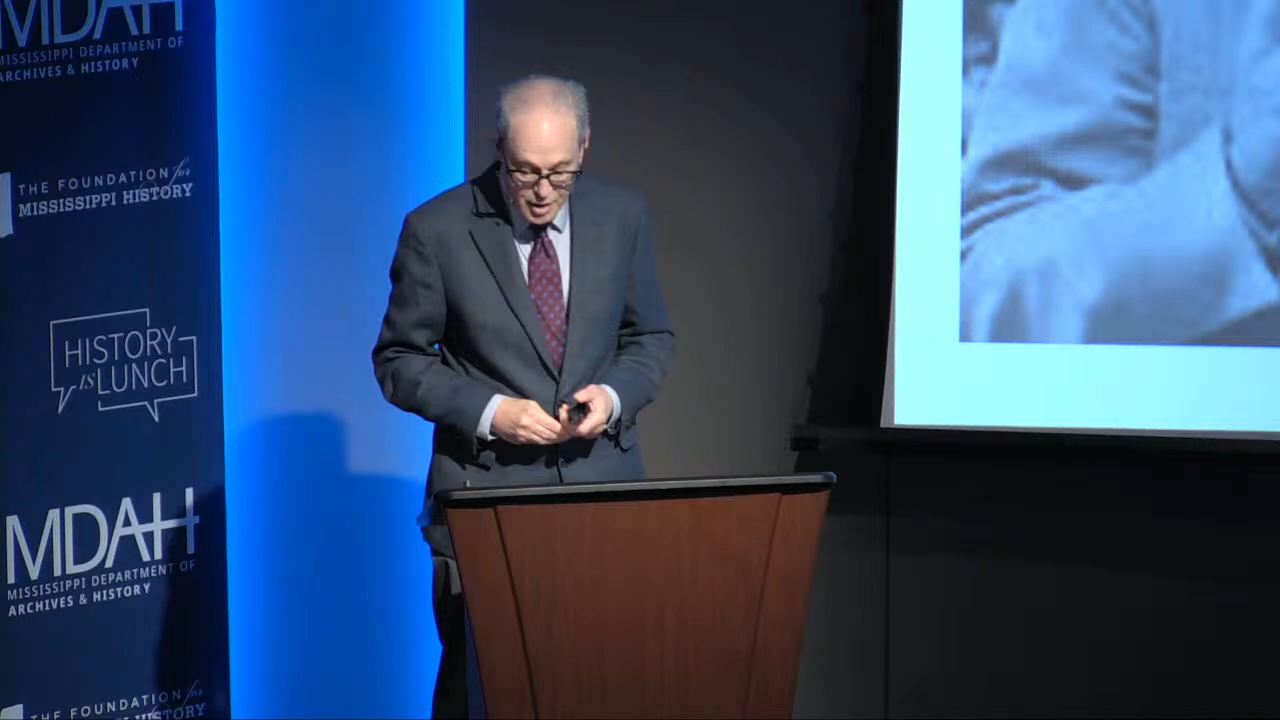 MDAH
MISSISSIPPI DEPARTMENT OF
ARCHIVES & HISTORY
THE FOUNDATION for
MISSISSIPPI HISTORY
HISTORY
IS LUNCH
MDAH
MISSISSIPPI DEPARTMENT OF
ARCHIVES & HISTORY
THE FOUNDATION for
HISTORY